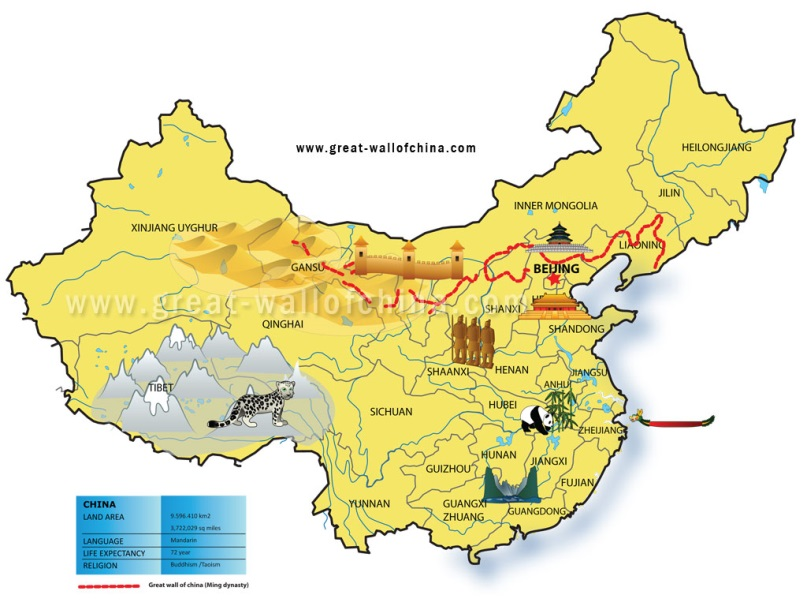 www.great-wallofchina.com
HEILONGJIANG
JILIN
INNER MONGOLIA
XINJIANG UYGHUR
LIAONING
GANSU
BEIJING
www.great-wallofchina.com
HE
SHANXI
QINGHAI
SHANDONG
SHAANXI
HENAN
JIANGSU
TIBET
ANHUI
HUBEI
SICHUAN
ZHEIJIANG
HUNAN
JIANGXI
GUIZHOU
FUJIAN
YUNNAN
GUANGXI
ZHUANG
GUANGDONG
CHINA
LAND AREA 9.596.410 km2
3,722,029 sq miles
LANGUAGE Mandarin
LIFE EXPECTANCY 72 year
RELIGION Buddhism /Taoism
Great wall of china (Ming dynasty)